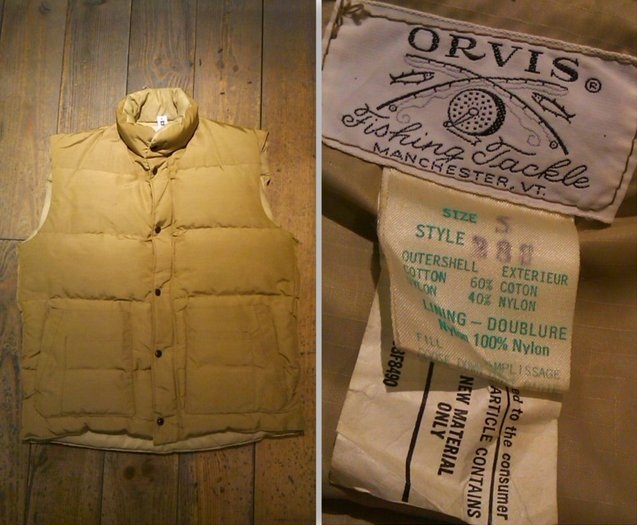 ORVIS ®
Fishing Tackle
MANCHESTER, VT.
SIZE S
STYLE
OUTERSHELL EXTERIEUR
COTTON 60% COTON
NYLON 40% NYLON
LINING - DOUBLURE
Nylon 100% Nylon
FILL
to the consumer
ARTICLE CONTAINS
NEW MATERIAL
ONLY